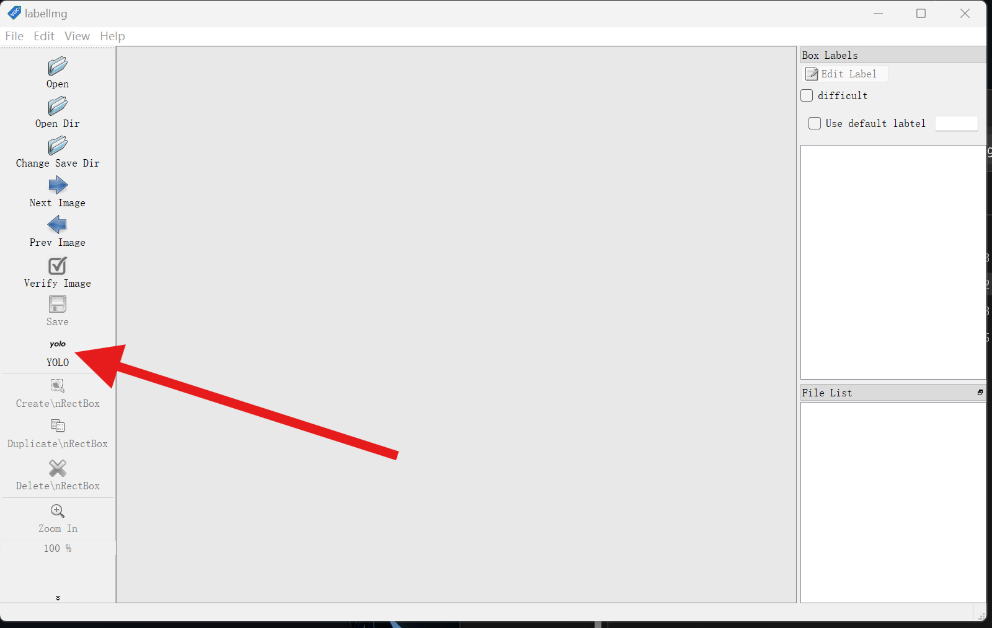 labelImg
File Edit View Help
Open
Open Dir
Change Save Dir
Next Image
Prev Image
Verify Image
Save
yolo
YOLO
Create\nRectBox
Duplicate\nRectBox
Delete\nRectBox
Zoom In
100 %
Box Labels
Edit Label
difficult
Use default labtel
File List